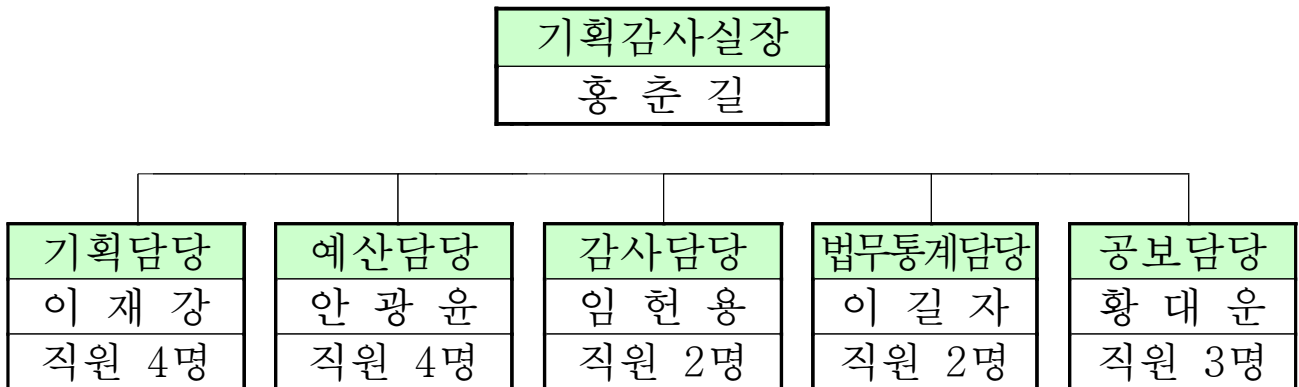 기획감사실장
홍 춘 길
기획담당
이 재 강
직원 4명
예산담당
안 광 윤
직원 4명
감사담당
임 헌 용
직원 2명
법무통계담당
이 길 자
직원 2명
공보담당
황 대 운
직원 3명